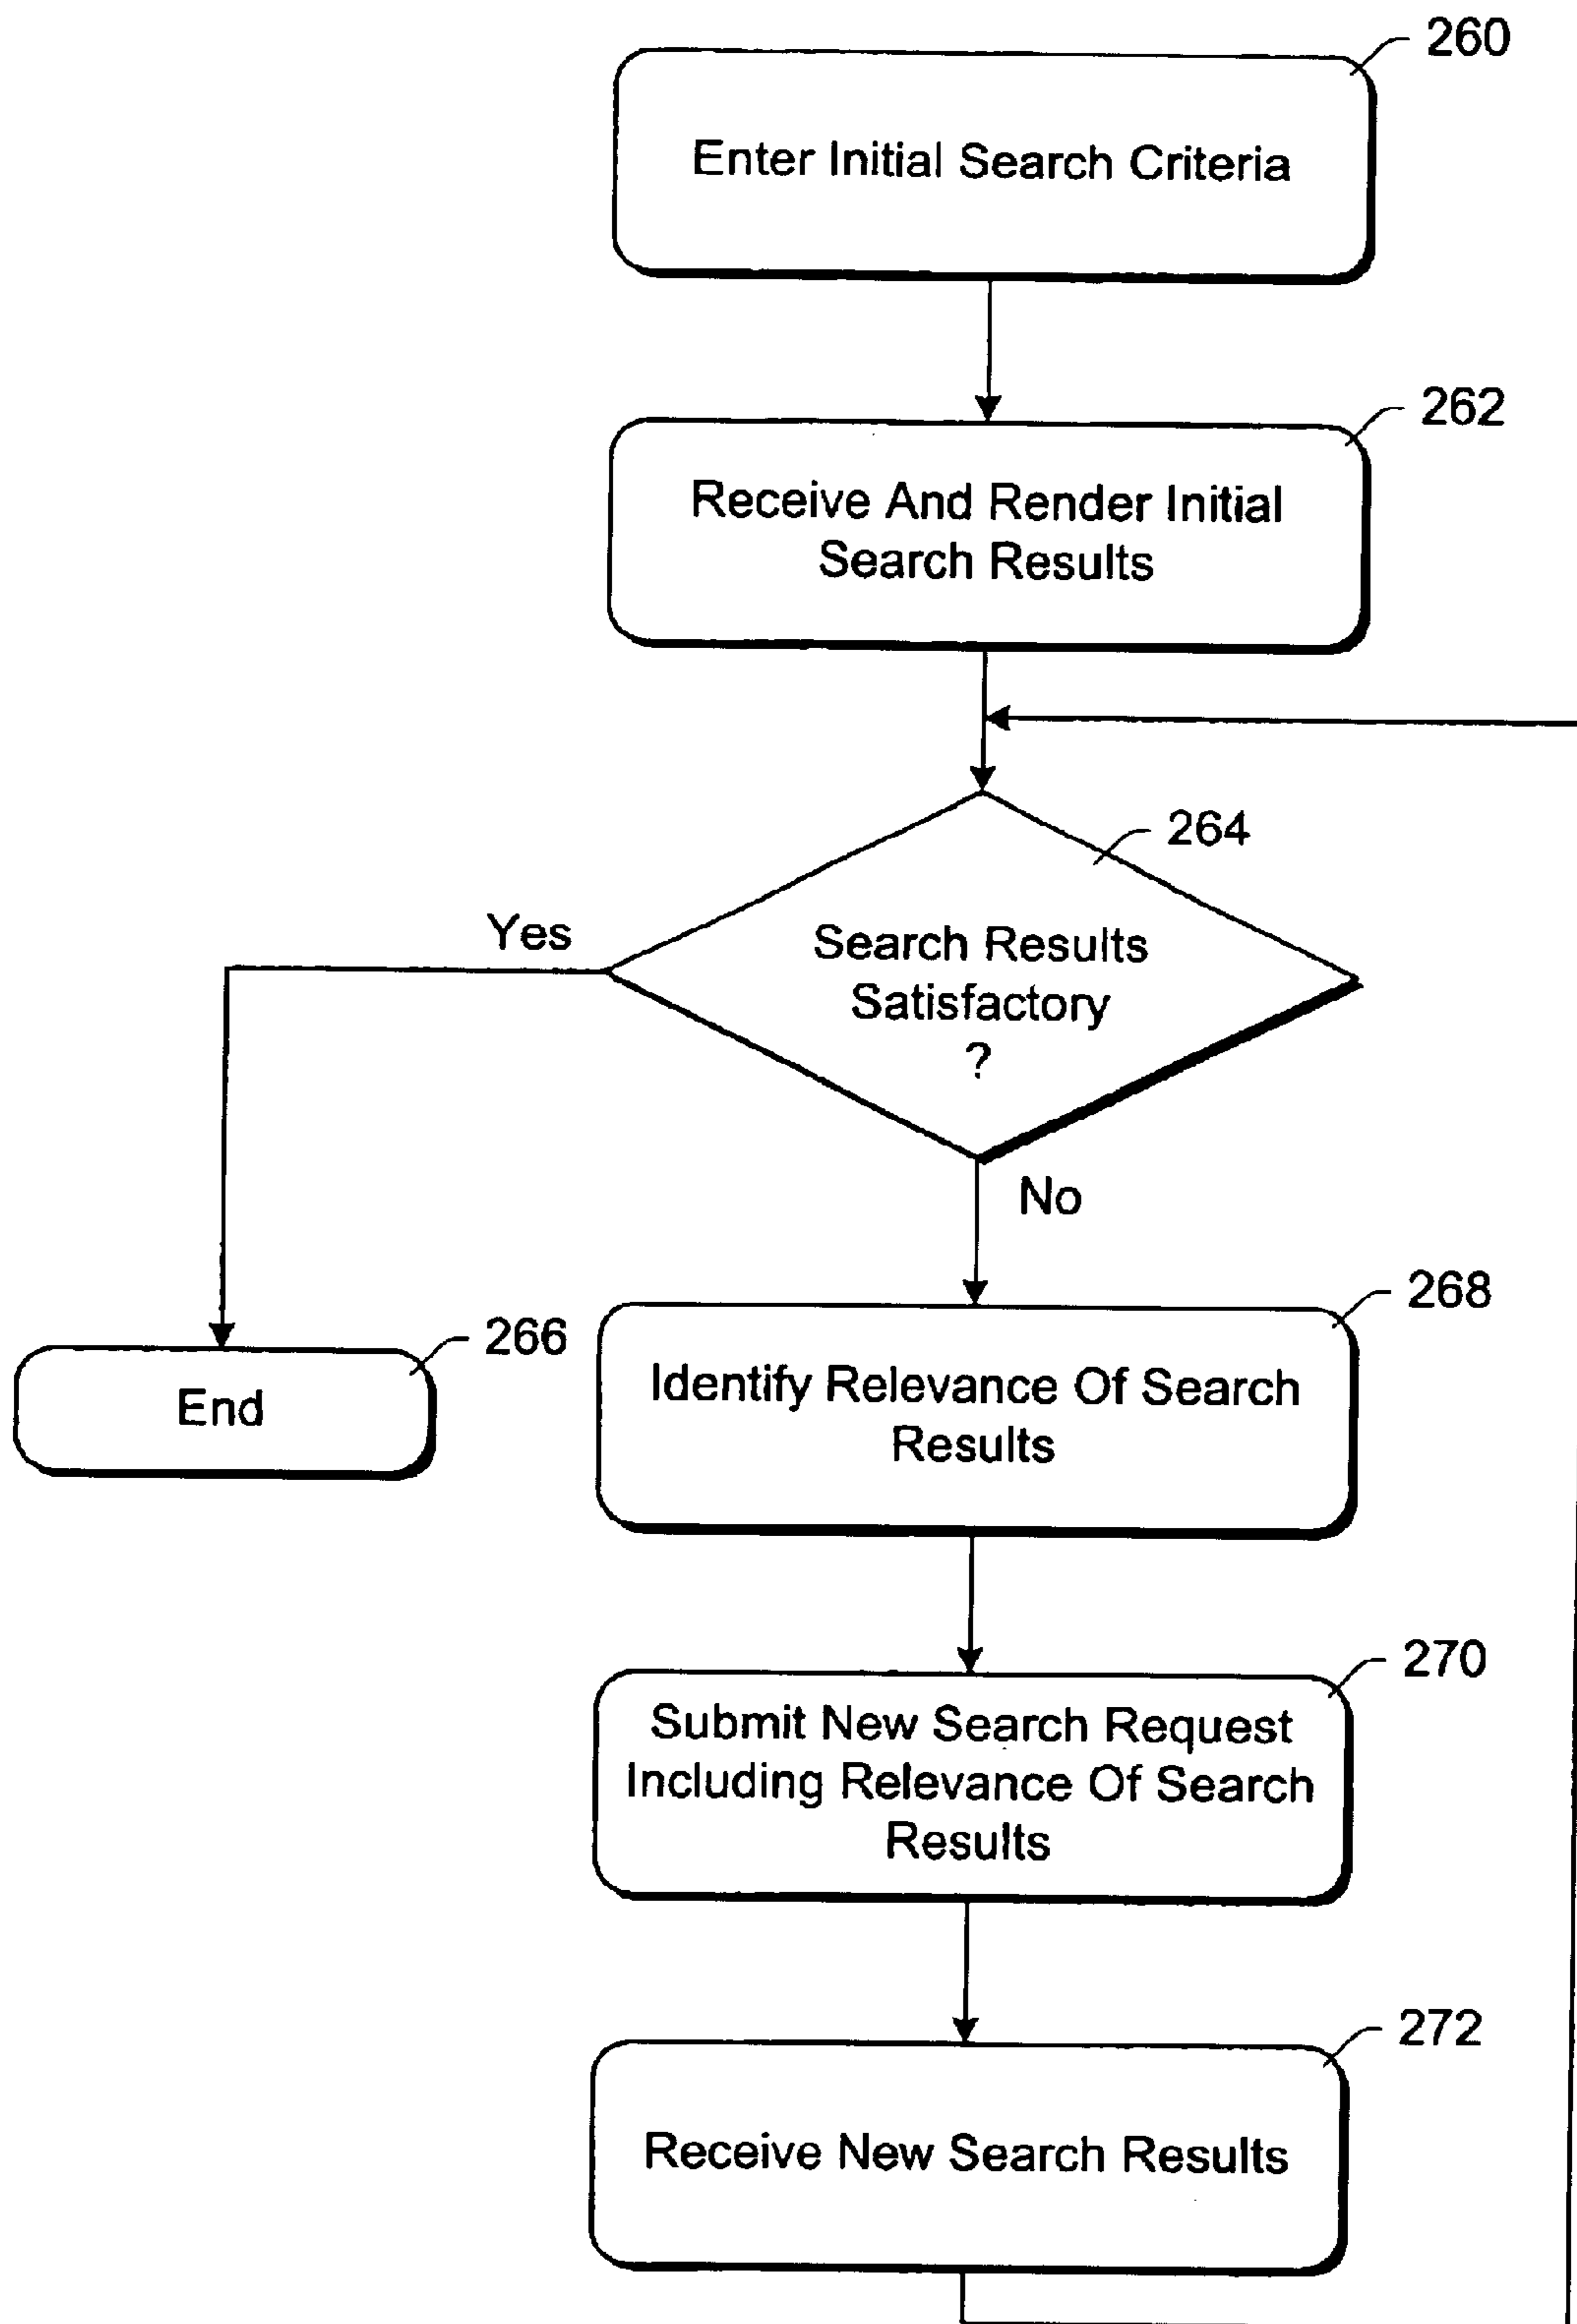 260
Enter Initial Search Criteria
262
Receive And Render Initial
Search Results
264
Yes
Search Results
Satisfactory
?
No
268
266
Identify Relevance Of Search
Results
End
270
Submit New Search Request
Including Relevance Of Search
Results
272
Receive New Search Results